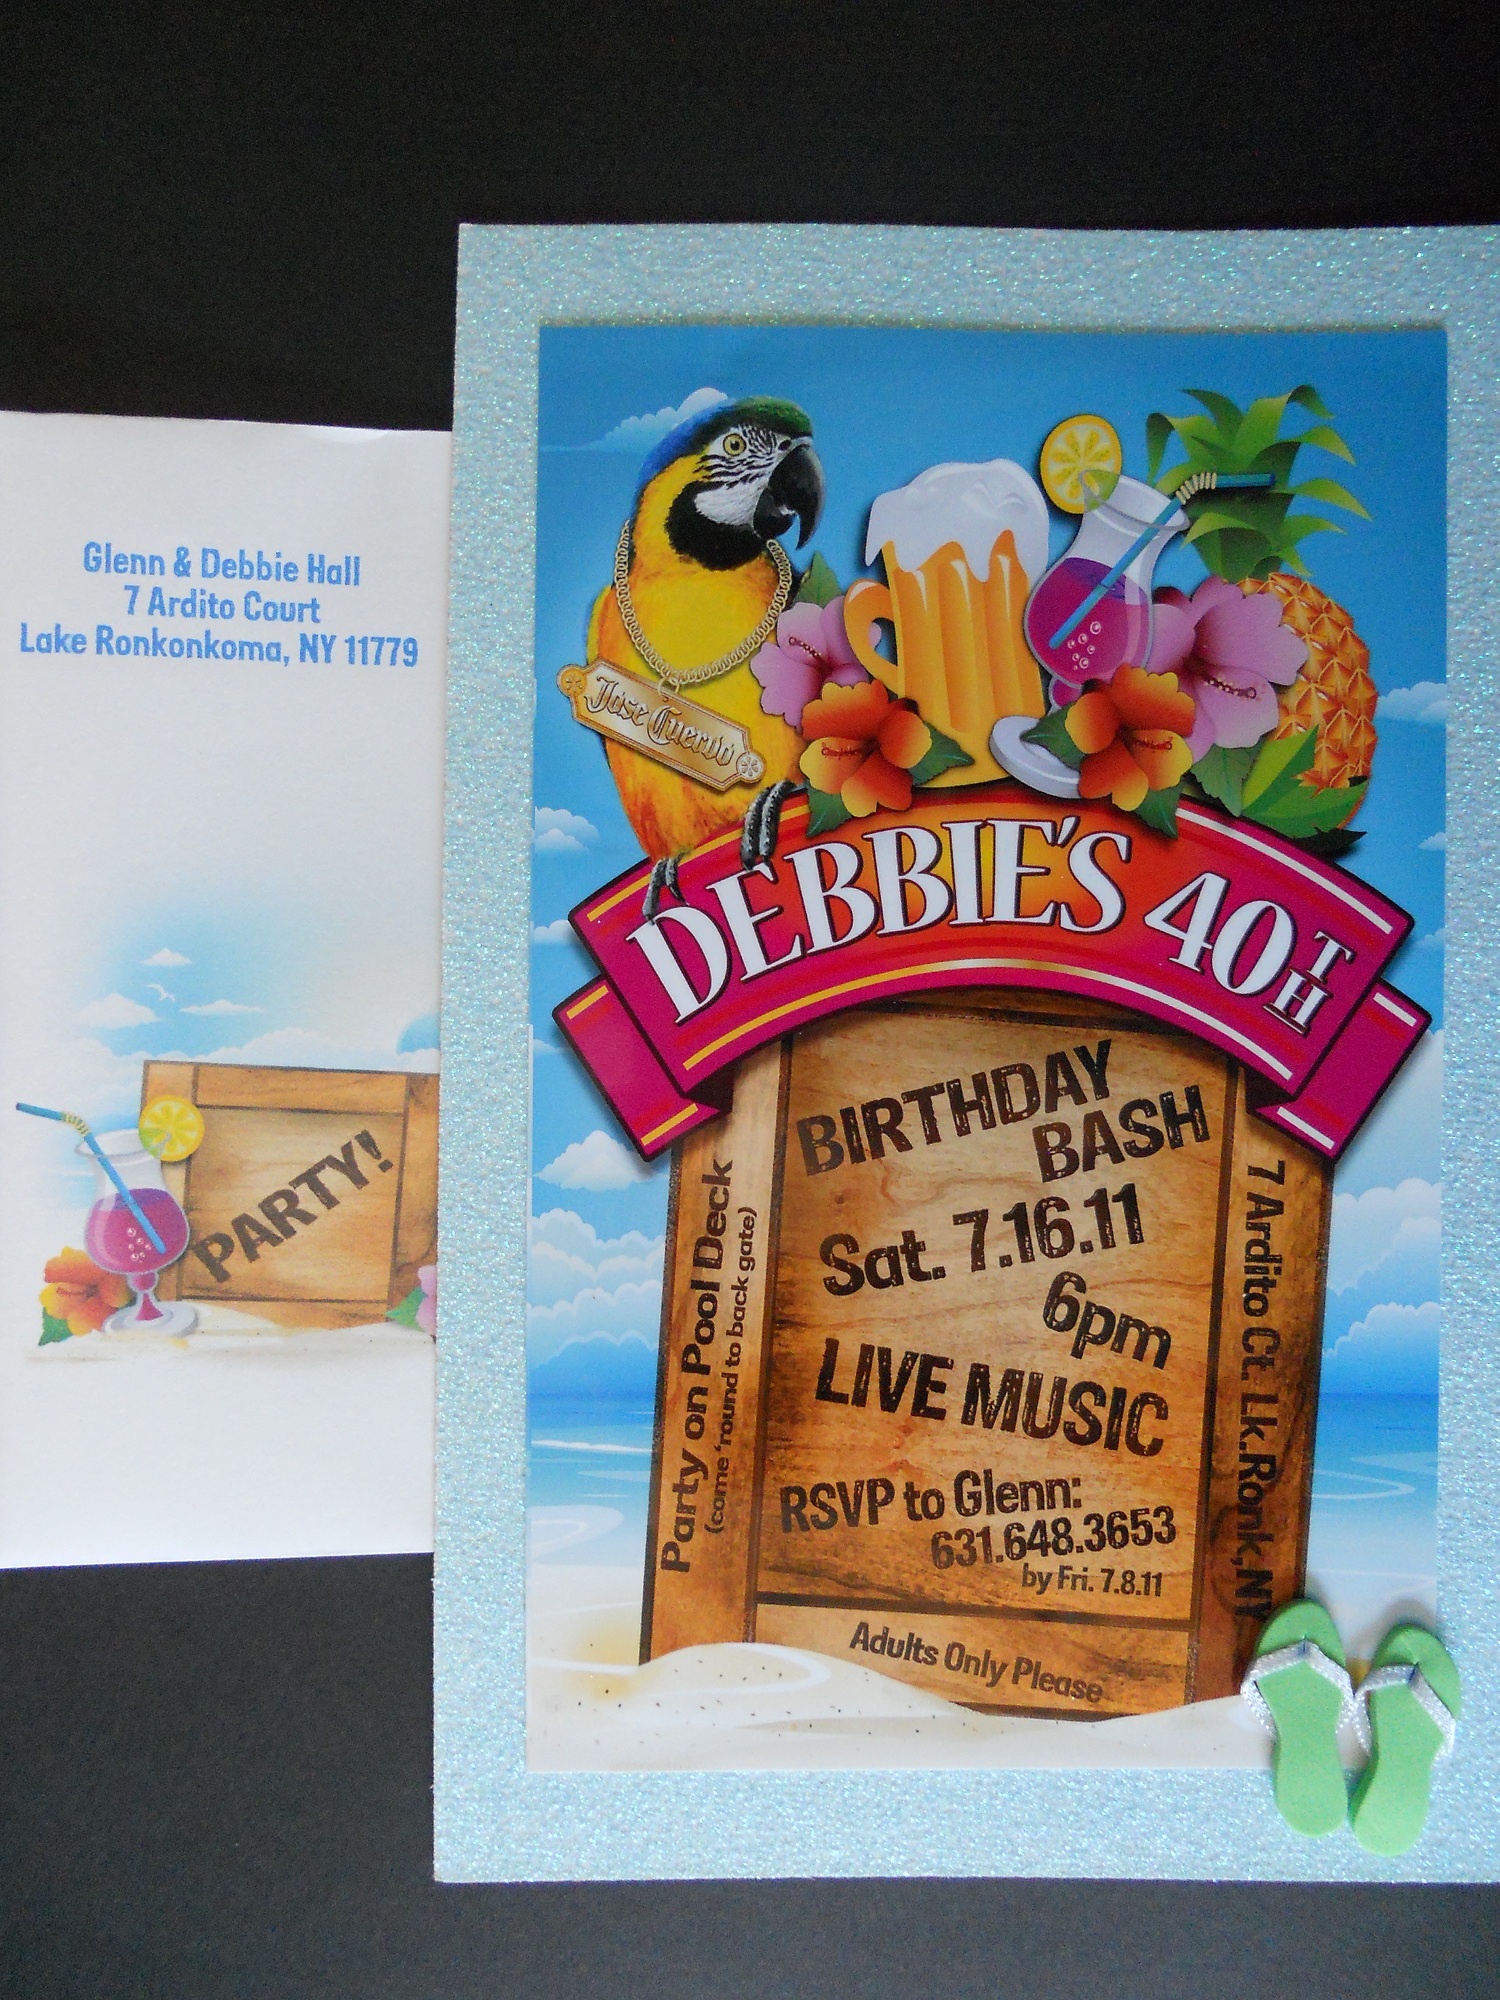 Glenn & Debbie Hall
7 Ardito Court
Lake Ronkonkoma, NY 11779
PARTY!
Jose Cuervo
DEBBIE'S 40TH
BIRTHDAY
BASH
Sat. 7.16.11
6pm
LIVE MUSIC
RSVP to Glenn:
631.648.3653
by Fri. 7.8.11
Adults Only Please
Party on Pool Deck
(come 'round to back gate)
7 Ardito Ct. Lk.Ronk,NY